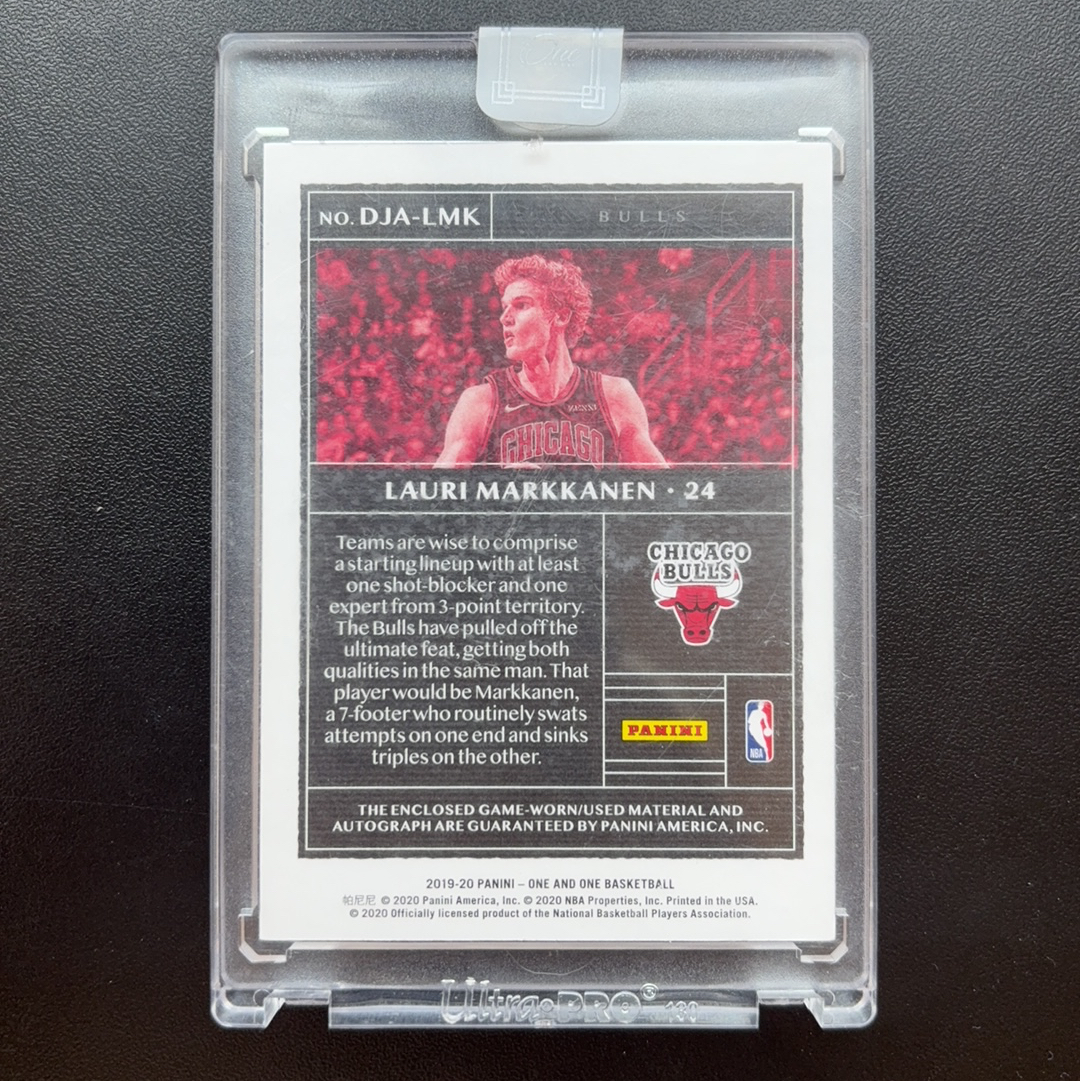 NO. DJA-LMK
BULLS
CHICAGO
LAURI MARKKANEN • 24
Teams are wise to comprise
a starting lineup with at least
one shot-blocker and one
expert from 3-point territory.
The Bulls have pulled off the
ultimate feat, getting both
qualities in the same man. That
player would be Markkanen,
a 7-footer who routinely swats
attempts on one end and sinks
triples on the other.
CHICAGO
BULLS
PANINI
NBA
THE ENCLOSED GAME-WORN/USED MATERIAL AND
AUTOGRAPH ARE GUARANTEED BY PANINI AMERICA, INC.
2019-20 PANINI – ONE AND ONE BASKETBALL
帕尼尼 © 2020 Panini America, Inc. © 2020 NBA Properties, Inc. Printed in the USA.
© 2020 Officially licensed product of the National Basketball Players Association.
Ultra PRO® 130